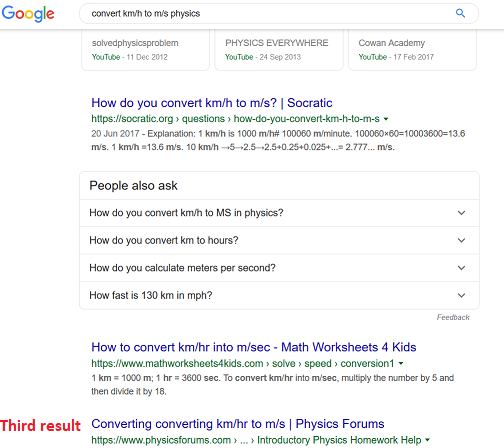 Google
convert km/h to m/s physics
solvedphysicsproblem PHYSICS EVERYWHERE Cowan Academy
YouTube - 11 Dec 2012 YouTube - 24 Sep 2013 YouTube - 17 Feb 2017
How do you convert km/h to m/s? | Socratic
https://socratic.org › questions › how-do-you-convert-km-h-to-m-s
20 Jun 2017 - Explanation: 1 km/h is 1000 m/h# 100060 m/minute. 100060×60=10003600=13.6
m/s. 1 km/h =13.6 m/s. 10 km/h →5→2.5→2.5+0.25+0.025+...= 2.777... m/s.
People also ask
How do you convert km/h to MS in physics?
How do you convert km to hours?
How do you calculate meters per second?
How fast is 130 km in mph?
Feedback
How to convert km/hr into m/sec - Math Worksheets 4 Kids
https://www.mathworksheets4kids.com › solve › speed › conversion1
1 km = 1000 m; 1 hr = 3600 sec. To convert km/hr into m/sec, multiply the number by 5 and
then divide it by 18.
Third result Converting converting km/hr to m/s | Physics Forums
https://www.physicsforums.com › ... › Introductory Physics Homework Help